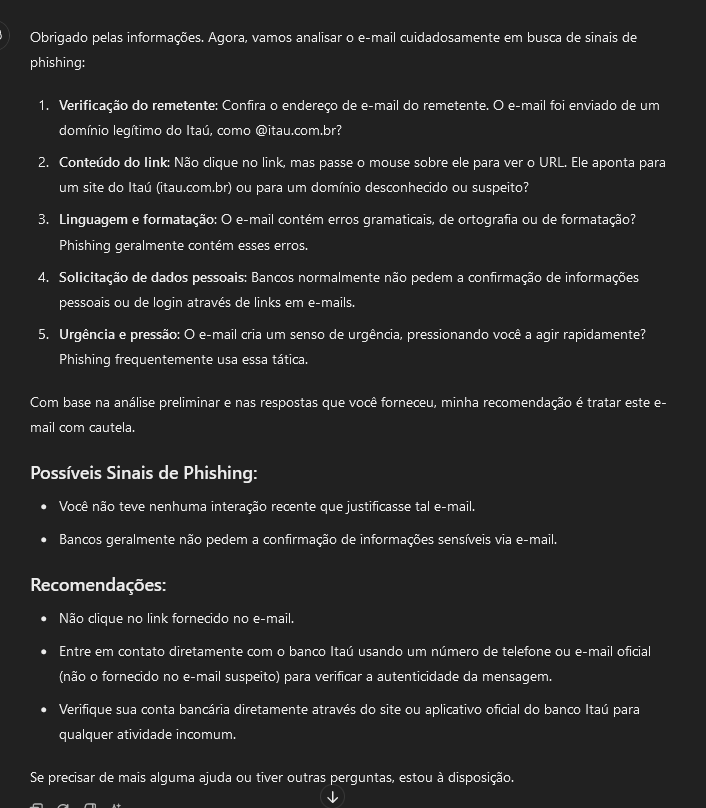 Obrigado pelas informações. Agora, vamos analisar o e-mail cuidadosamente em busca de sinais de
phishing:
1. Verificação do remetente: Confira o endereço de e-mail do remetente. O e-mail foi enviado de um
domínio legítimo do Itaú, como @itau.com.br?
2. Conteúdo do link: Não clique no link, mas passe o mouse sobre ele para ver o URL. Ele aponta para
um site do Itaú (itau.com.br) ou para um domínio desconhecido ou suspeito?
3. Linguagem e formatação: O e-mail contém erros gramaticais, de ortografia ou de formatação?
Phishing geralmente contém esses erros.
4. Solicitação de dados pessoais: Bancos normalmente não pedem a confirmação de informações
pessoais ou de login através de links em e-mails.
5. Urgência e pressão: O e-mail cria um senso de urgência, pressionando você a agir rapidamente?
Phishing frequentemente usa essa tática.
Com base na análise preliminar e nas respostas que você forneceu, minha recomendação é tratar este e-
mail com cautela.
Possíveis Sinais de Phishing:
• Você não teve nenhuma interação recente que justificasse tal e-mail.
• Bancos geralmente não pedem a confirmação de informações sensíveis via e-mail.
Recomendações:
• Não clique no link fornecido no e-mail.
• Entre em contato diretamente com o banco Itaú usando um número de telefone ou e-mail oficial
(não o fornecido no e-mail suspeito) para verificar a autenticidade da mensagem.
• Verifique sua conta bancária diretamente através do site ou aplicativo oficial do banco Itaú para
qualquer atividade incomum.
Se precisar de mais alguma ajuda ou tiver outras perguntas, estou à disposição.